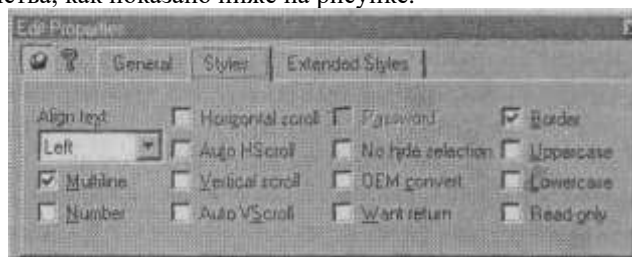 как показано ниже на рисунке.
Edit Properties
General Styles Extended Styles
Align text Horizontal scroll Password Border
Left Auto HScroll No hide selection Uppercase
Multiline Vertical scroll OEM convert Lowercase
Number Auto VScroll Want return Read-only